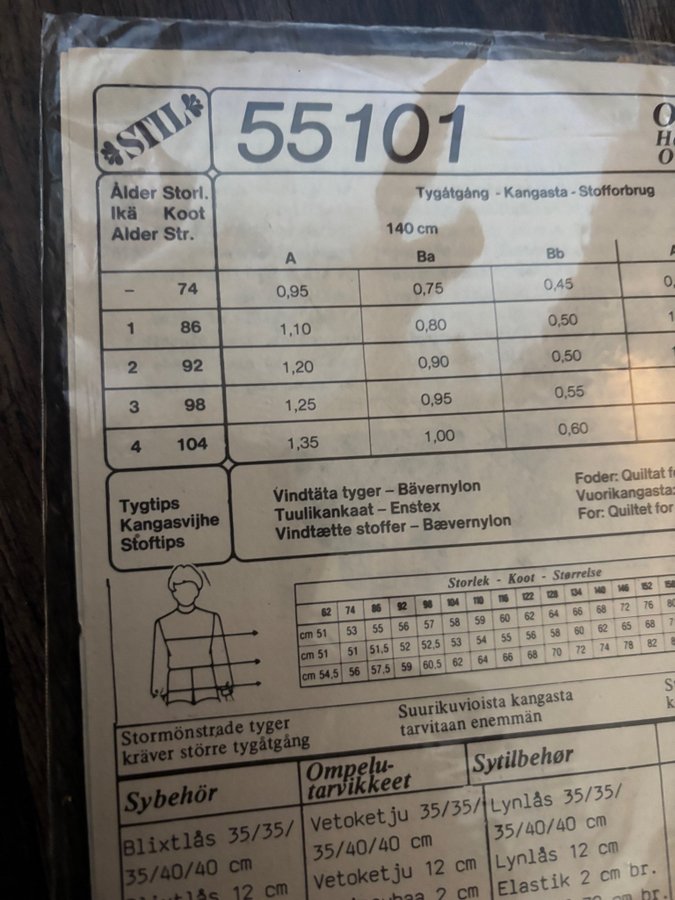 STIL
55101
Ålder Storl.
Ikä Koot
Alder Str.
Tygåtgång - Kangasta - Stofforbrug
140 cm
A Ba Bb
– 74 0,95 0,75 0,45
1 86 1,10 0,80 0,50
2 92 1,20 0,90 0,50
3 98 1,25 0,95 0,55
4 104 1,35 1,00 0,60
Tygtips
Kangasvijhe
Stoftips
Vindtäta tyger – Bävernylon
Tuulikankaat – Enstex
Vindtætte stoffer – Bævernylon
Foder: Quiltat
Vuorikangasta:
For: Quiltet for
Storlek - Koot - Størrelse
62 74 86 92 98 104 110 116 122 128 134 140 146 152
cm 51 53 55 56 57 58 59 60 62 64 66 68 72 76
cm 51 51 51,5 52 52,5 53 54 55 56 58 60 62 65 68
cm 54,5 56 57,5 59 60,5 62 64 66 68 70 72 74 78 82
Stormönstrade tyger
kräver större tygåtgång
Suurikuvioista kangasta
tarvitaan enemmän
Sybehör
Blixtlås 35/35/
35/40/40 cm
12 cm
Ompelu-
tarvikkeet
Vetoketju 35/35/
35/40/40 cm
Vetoketju 12 cm
2 cm
Sytilbehør
Lynlås 35/35/
35/40/40 cm
Lynlås 12 cm
Elastik 2 cm br.